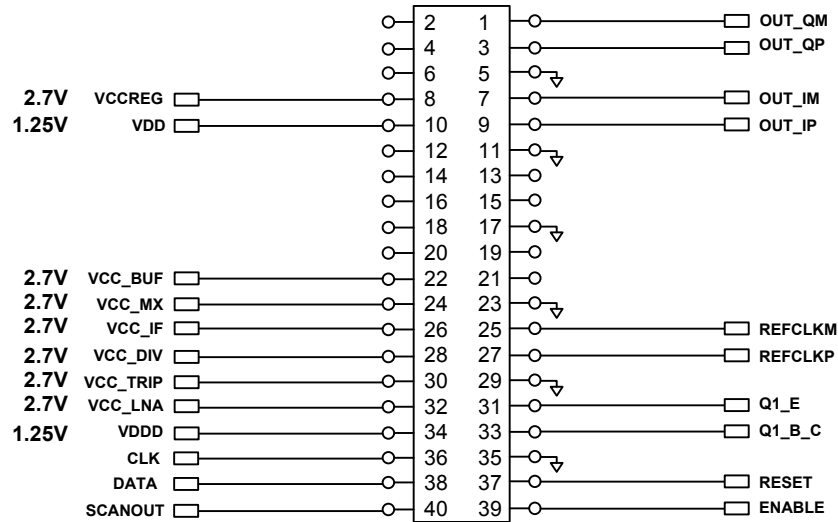 2 1 OUT_QM
4 3 OUT_QP
6 5
2.7V VCCREG 8 7 OUT_IM
1.25V VDD 10 9 OUT_IP
12 11
14 13
16 15
18 17
20 19
2.7V VCC_BUF 22 21
2.7V VCC_MX 24 23
2.7V VCC_IF 26 25 REFCLKM
2.7V VCC_DIV 28 27 REFCLKP
2.7V VCC_TRIP 30 29
2.7V VCC_LNA 32 31 Q1_E
1.25V VDDD 34 33 Q1_B_C
CLK 36 35
DATA 38 37 RESET
SCANOUT 40 39 ENABLE